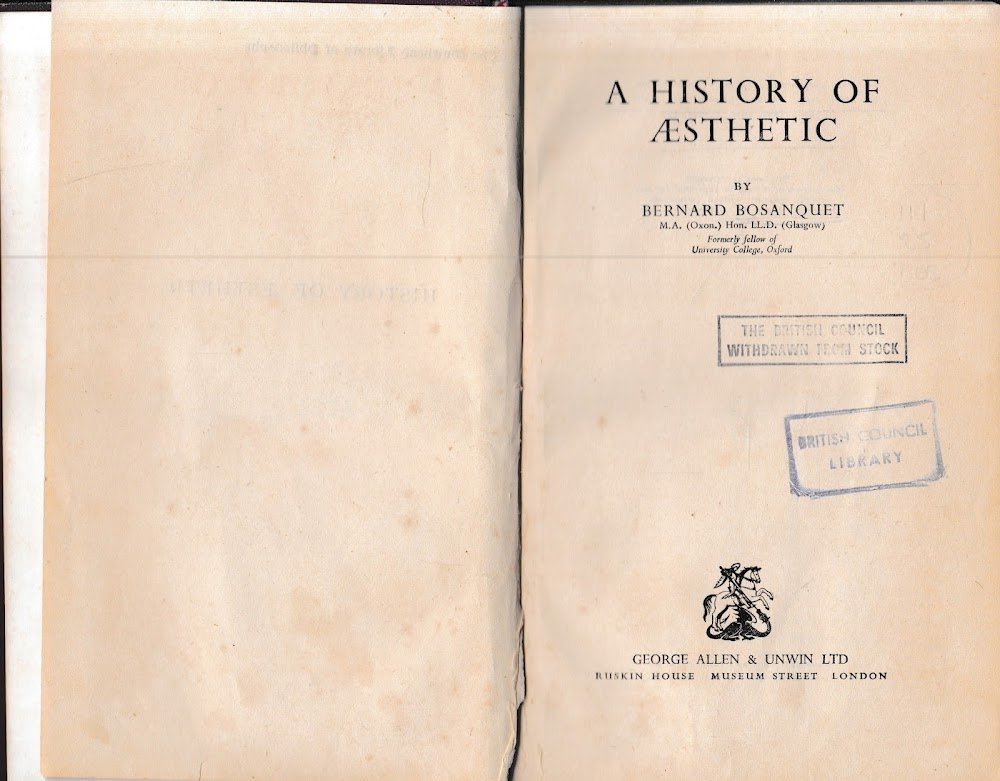 A HISTORY OF
ÆSTHETIC
BY
BERNARD BOSANQUET
M.A. (Oxon.) Hon. LL.D. (Glasgow)
Formerly fellow of
University College, Oxford
THE BRITISH COUNCIL
WITHDRAWN FROM STOCK
BRITISH COUNCIL
LIBRARY
GEORGE ALLEN & UNWIN LTD
RUSKIN HOUSE MUSEUM STREET LONDON